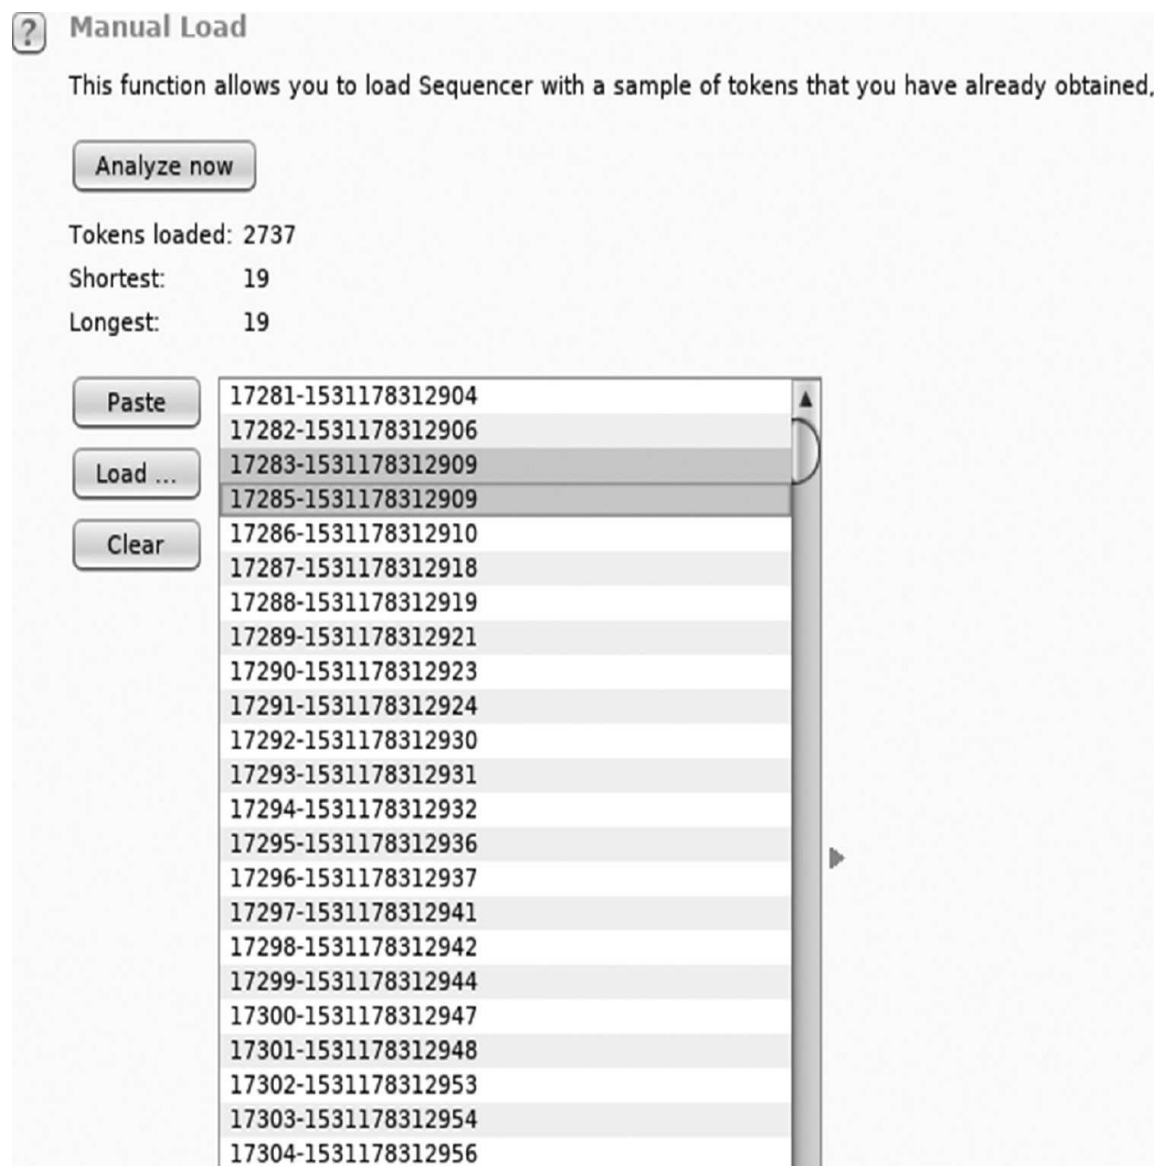 ?
Manual Load
This function allows you to load Sequencer with a sample of tokens that you have already obtained,
Analyze now
Tokens loaded: 2737
Shortest: 19
Longest: 19
Paste
Load ...
Clear
17281-1531178312904
17282-1531178312906
17283-1531178312909
17285-1531178312909
17286-1531178312910
17287-1531178312918
17288-1531178312919
17289-1531178312921
17290-1531178312923
17291-1531178312924
17292-1531178312930
17293-1531178312931
17294-1531178312932
17295-1531178312936
17296-1531178312937
17297-1531178312941
17298-1531178312942
17299-1531178312944
17300-1531178312947
17301-1531178312948
17302-1531178312953
17303-1531178312954
17304-1531178312956